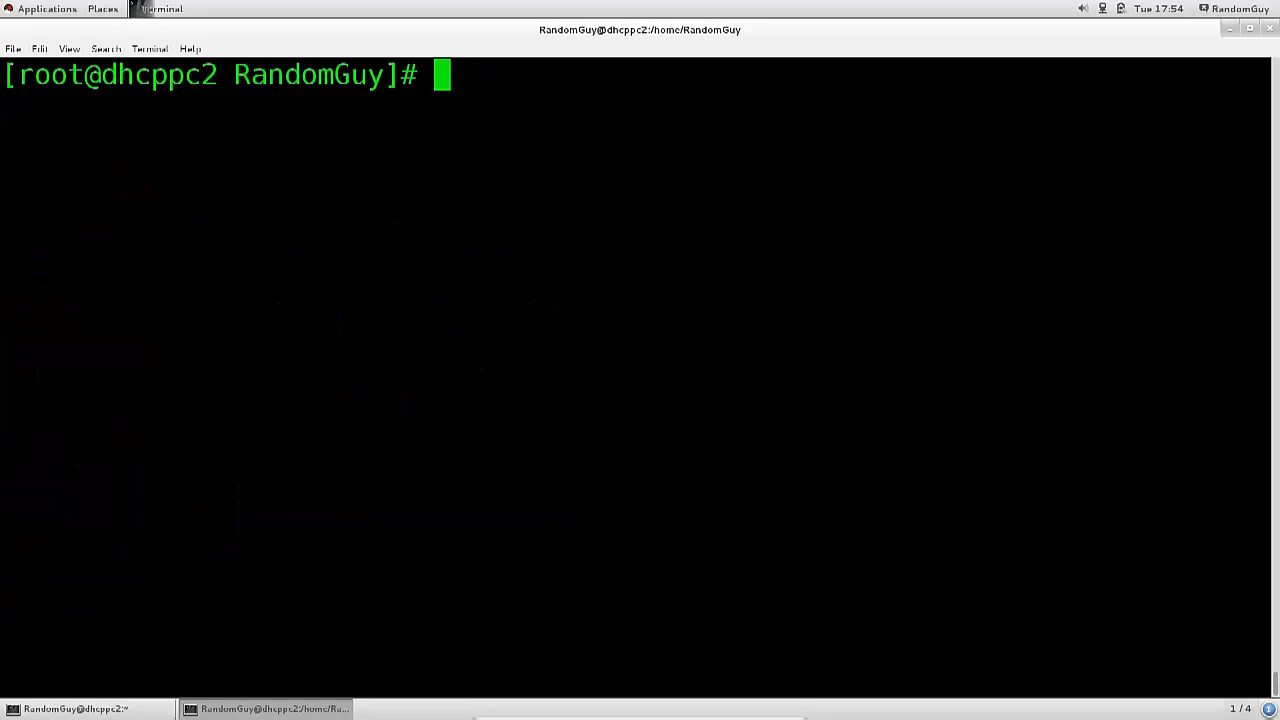 Applications Places Terminal Tue 17:54 RandomGuy
RandomGuy@dhcppc2:/home/RandomGuy
File Edit View Search Terminal Help
[root@dhcppc2 RandomGuy]#
RandomGuy@dhcppc2:~ RandomGuy@dhcppc2:/home/Ra... 1 / 4 1